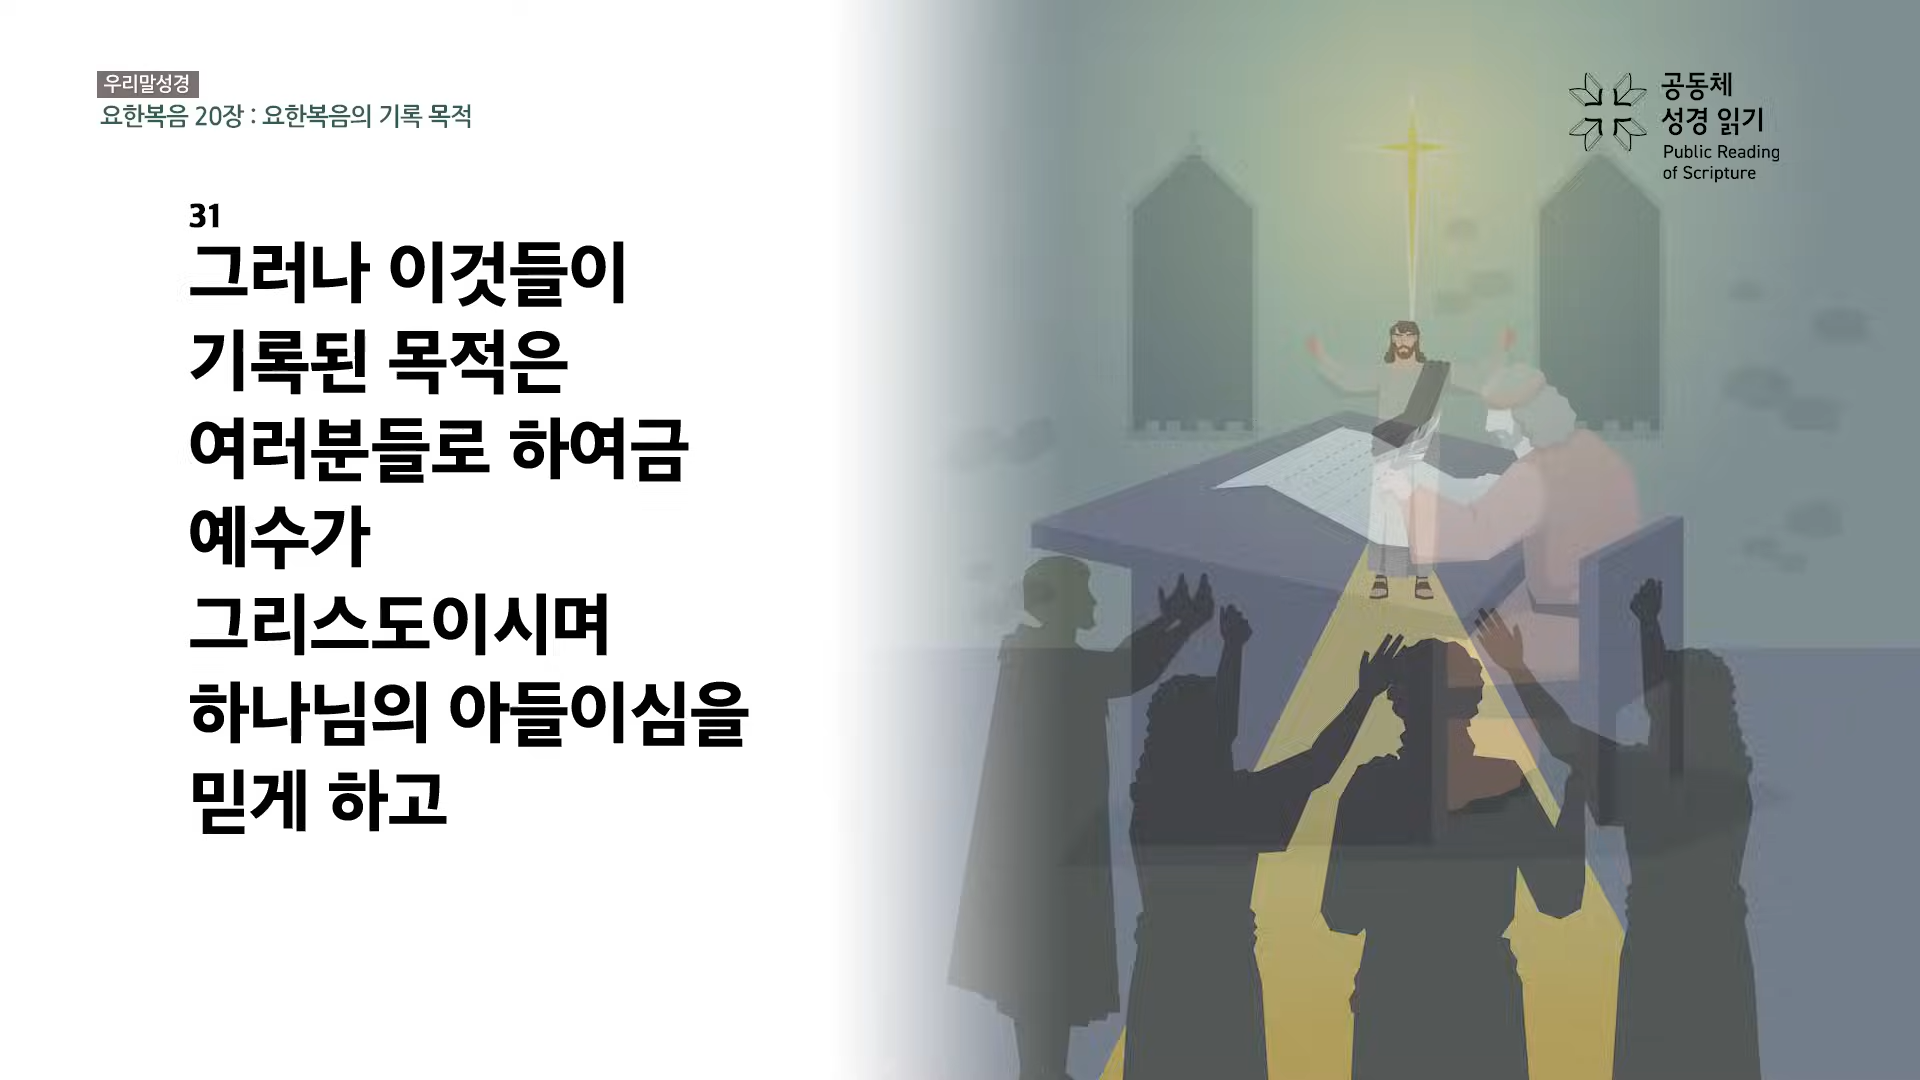 우리말성경
요한복음 20장 : 요한복음의 기록 목적
공동체
성경 읽기
Public Reading
of Scripture
31
그러나 이것들이
기록된 목적은
여러분들로 하여금
예수가
그리스도이시며
하나님의 아들이심을
믿게 하고